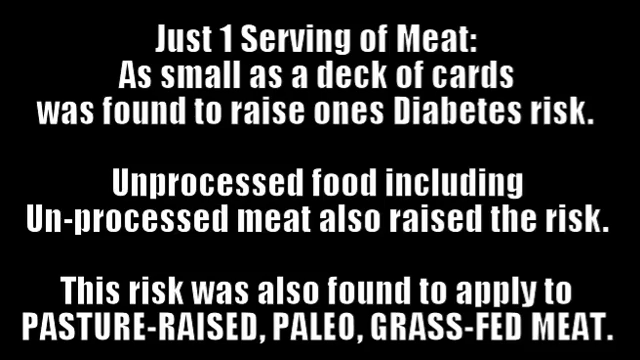 Just 1 Serving of Meat:
As small as a deck of cards
was found to raise ones Diabetes risk.
Unprocessed food including
Un-processed meat also raised the risk.
This risk was also found to apply to
PASTURE-RAISED, PALEO, GRASS-FED MEAT.